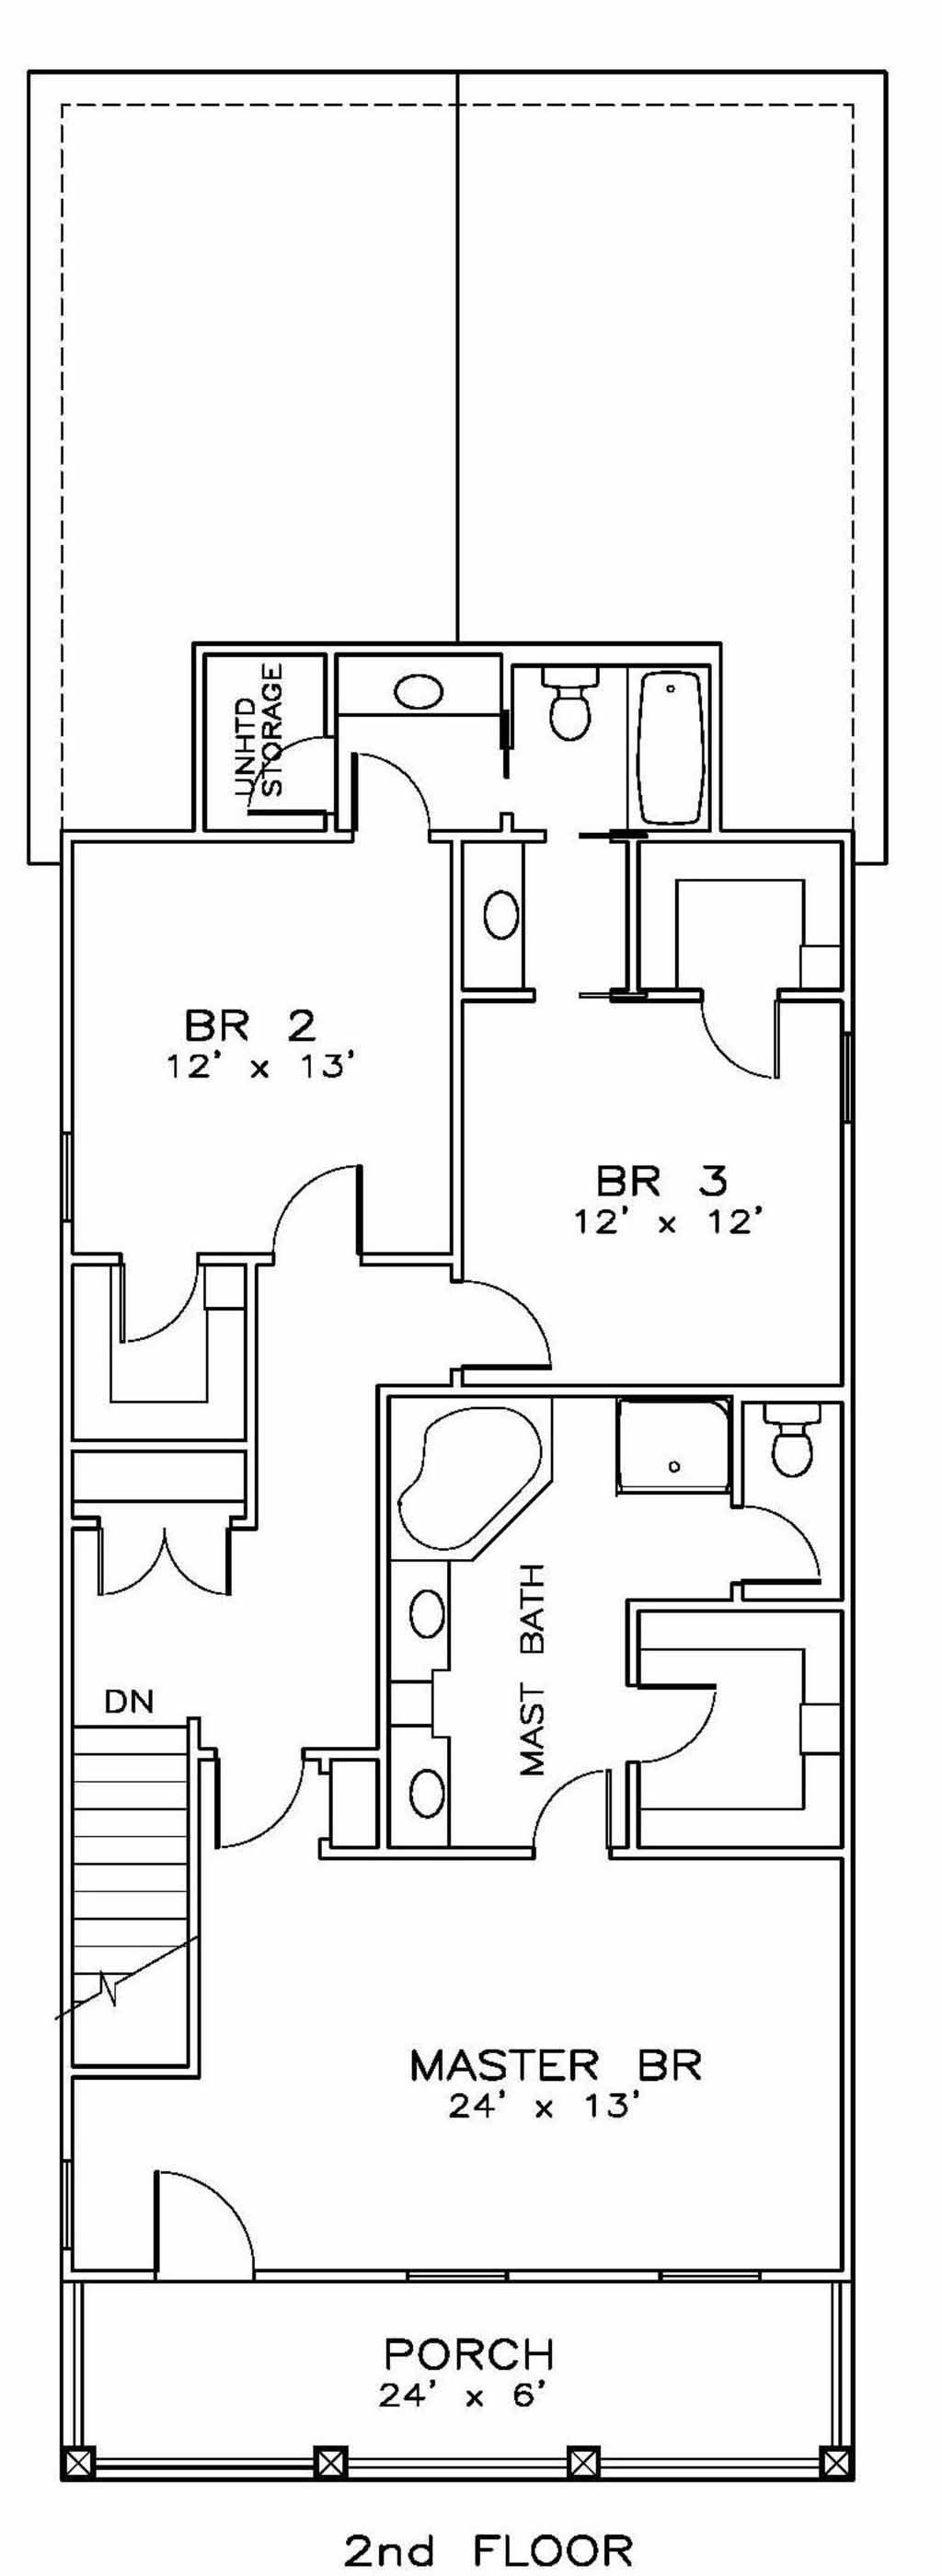 UNHTD
STORAGE
BR 2
12' x 13'
BR 3
12' x 12'
MAST BATH
DN
MASTER BR
24' x 13'
PORCH
24' x 6'
2nd FLOOR